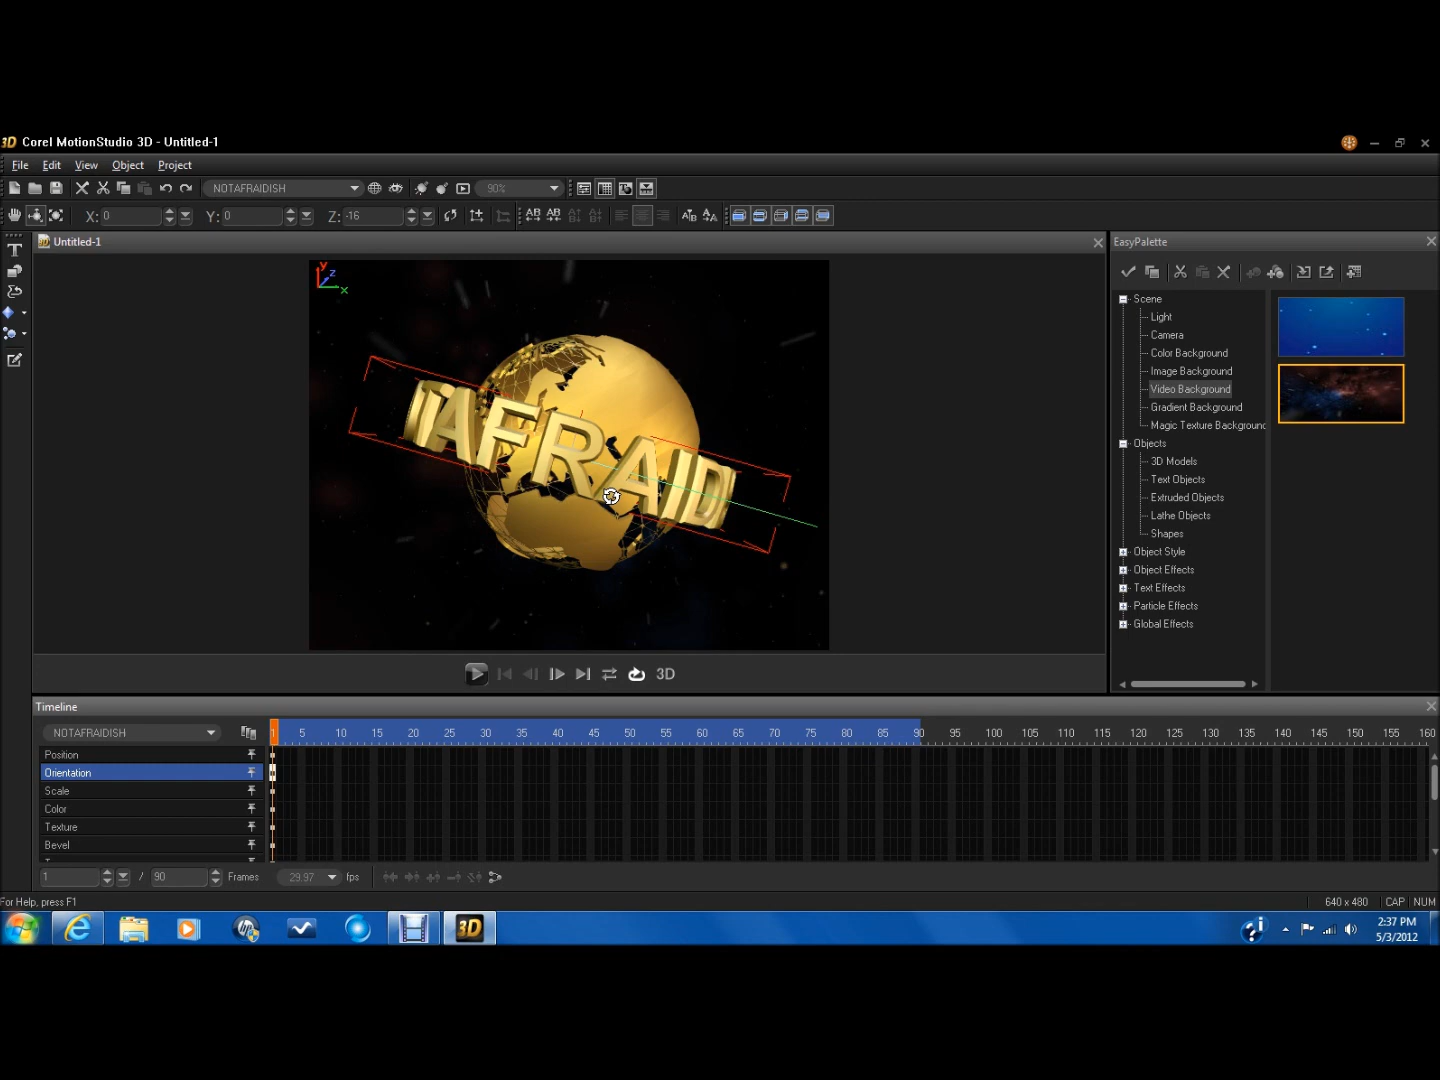 3D Corel MotionStudio 3D - Untitled-1
File Edit View Object Project
NOTAFRAIDISH 90%
X: 0 Y: 0 Z: -16
Untitled-1
EasyPalette
y
z
x
Scene
Light
Camera
Color Background
Image Background
Video Background
Gradient Background
Magic Texture Background
Objects
3D Models
Text Objects
Extruded Objects
Lathe Objects
Shapes
Object Style
Object Effects
Text Effects
Particle Effects
Global Effects
TAFRAID
3D
Timeline
NOTAFRAIDISH 1 5 10 15 20 25 30 35 40 45 50 55 60 65 70 75 80 85 90 95 100 105 110 115 120 125 130 135 140 145 150 155 160
Position
Orientation
Scale
Color
Texture
Bevel
1 / 90 Frames 29.97 fps
For Help, press F1 640 x 480 CAP NUM
hp 3D 2:37 PM
5/3/2012